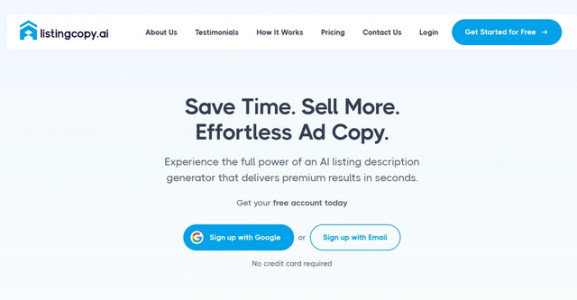 listingcopy.ai
About Us
Testimonials
How It Works
Pricing
Contact Us
Login
Get Started for Free →
Save Time. Sell More.
Effortless Ad Copy.
Experience the full power of an AI listing description
generator that delivers premium results in seconds.
Get your free account today
Sign up with Google
or
Sign up with Email
No credit card required